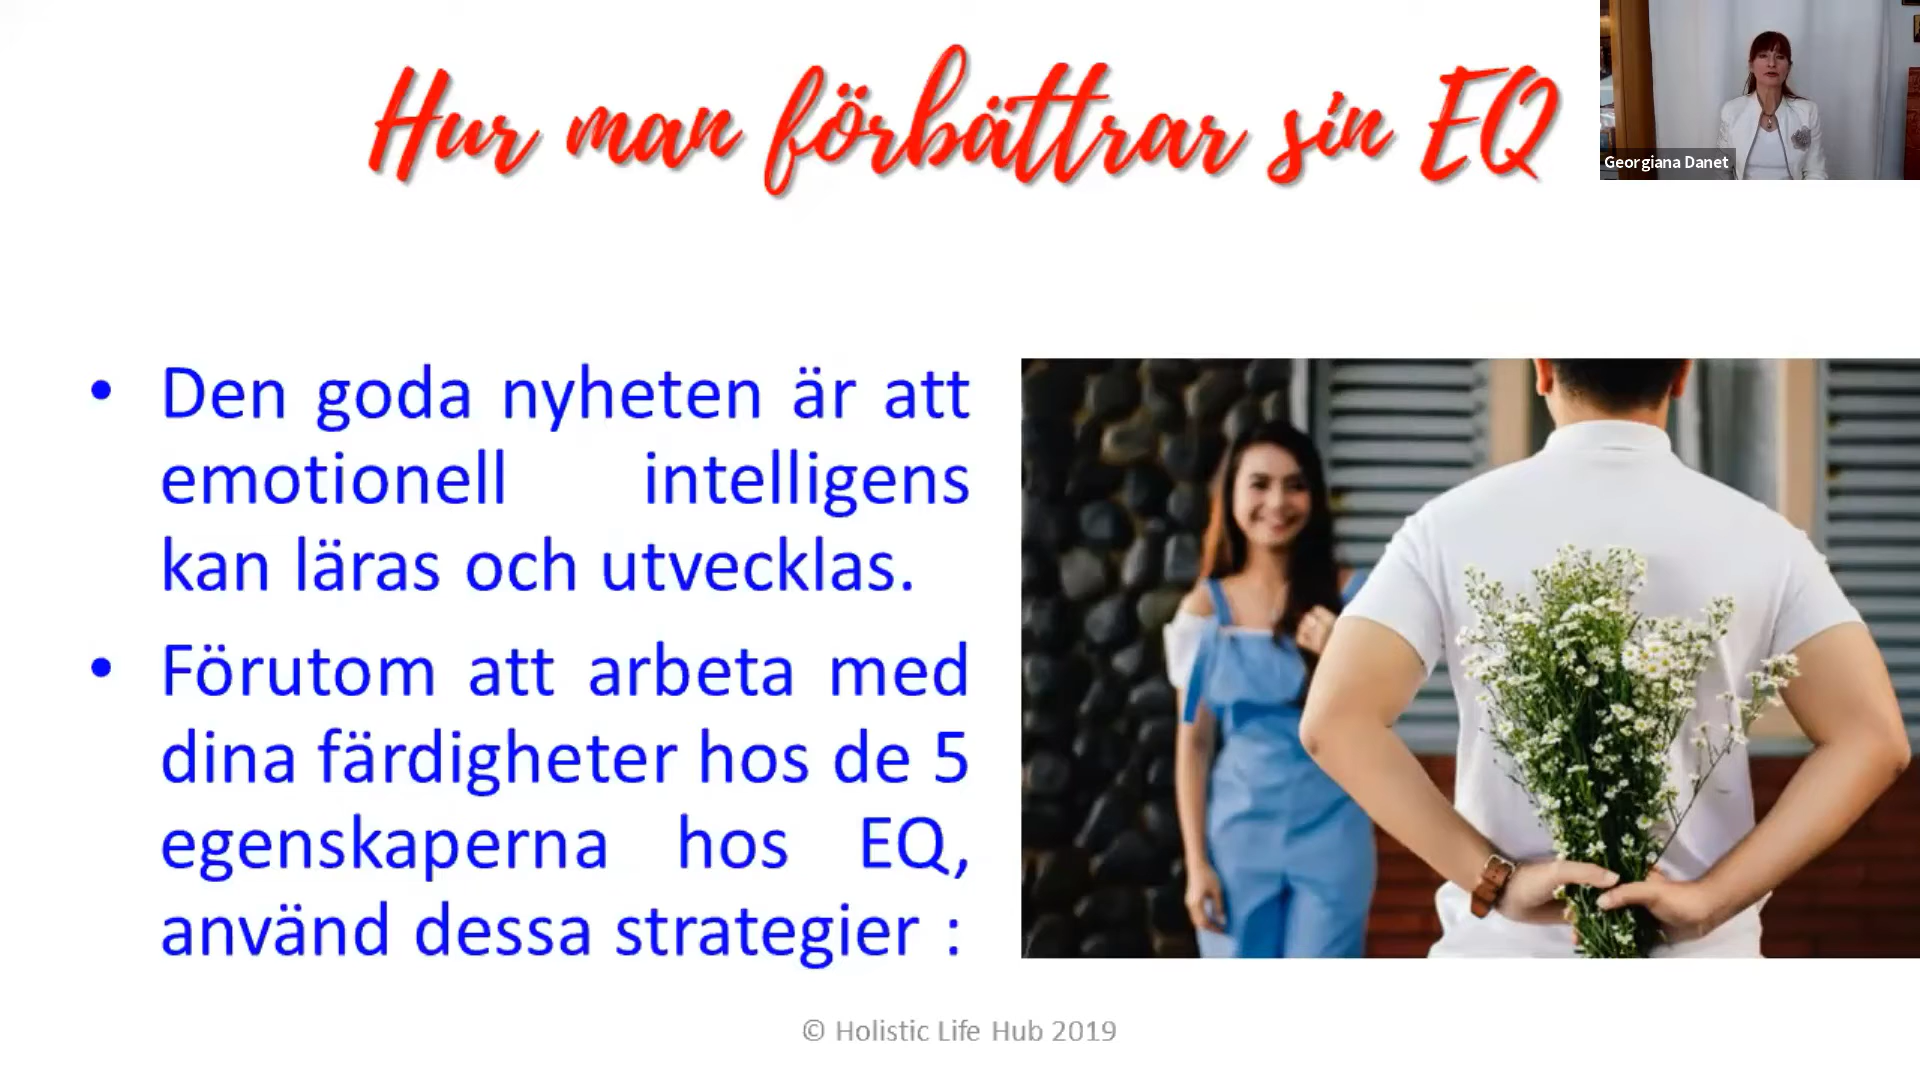 Hur man förbättrar sin EQ
Georgiana Danet
• Den goda nyheten är att
emotionell intelligens
kan läras och utvecklas.
• Förutom att arbeta med
dina färdigheter hos de 5
egenskaperna hos EQ,
använd dessa strategier :
© Holistic Life Hub 2019